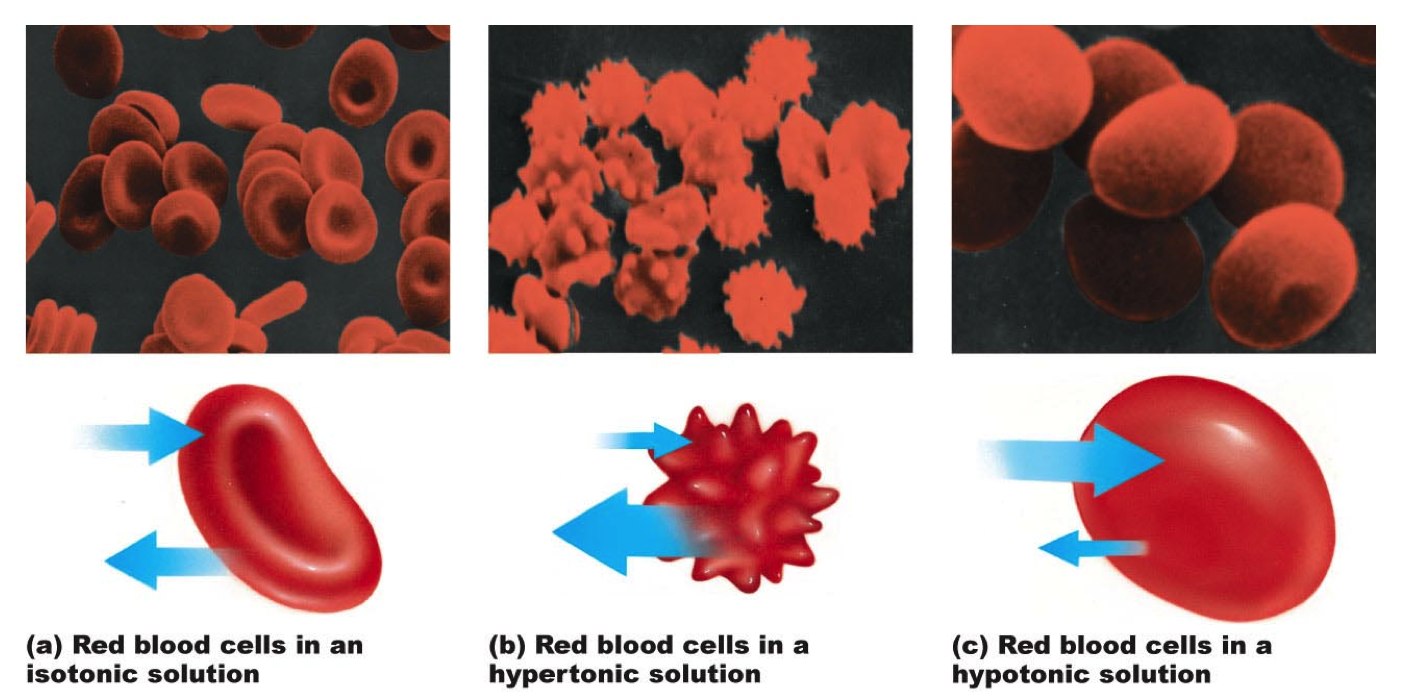 (a) Red blood cells in an
isotonic solution
(b) Red blood cells in a
hypertonic solution
(c) Red blood cells in a
hypotonic solution